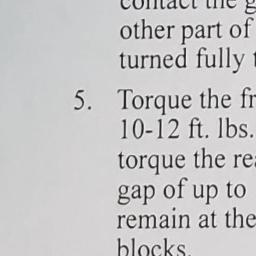 contact the g
other part of
turned fully t
5. Torque the fr
10-12 ft. lbs.
torque the rea
gap of up to
remain at the
blocks.